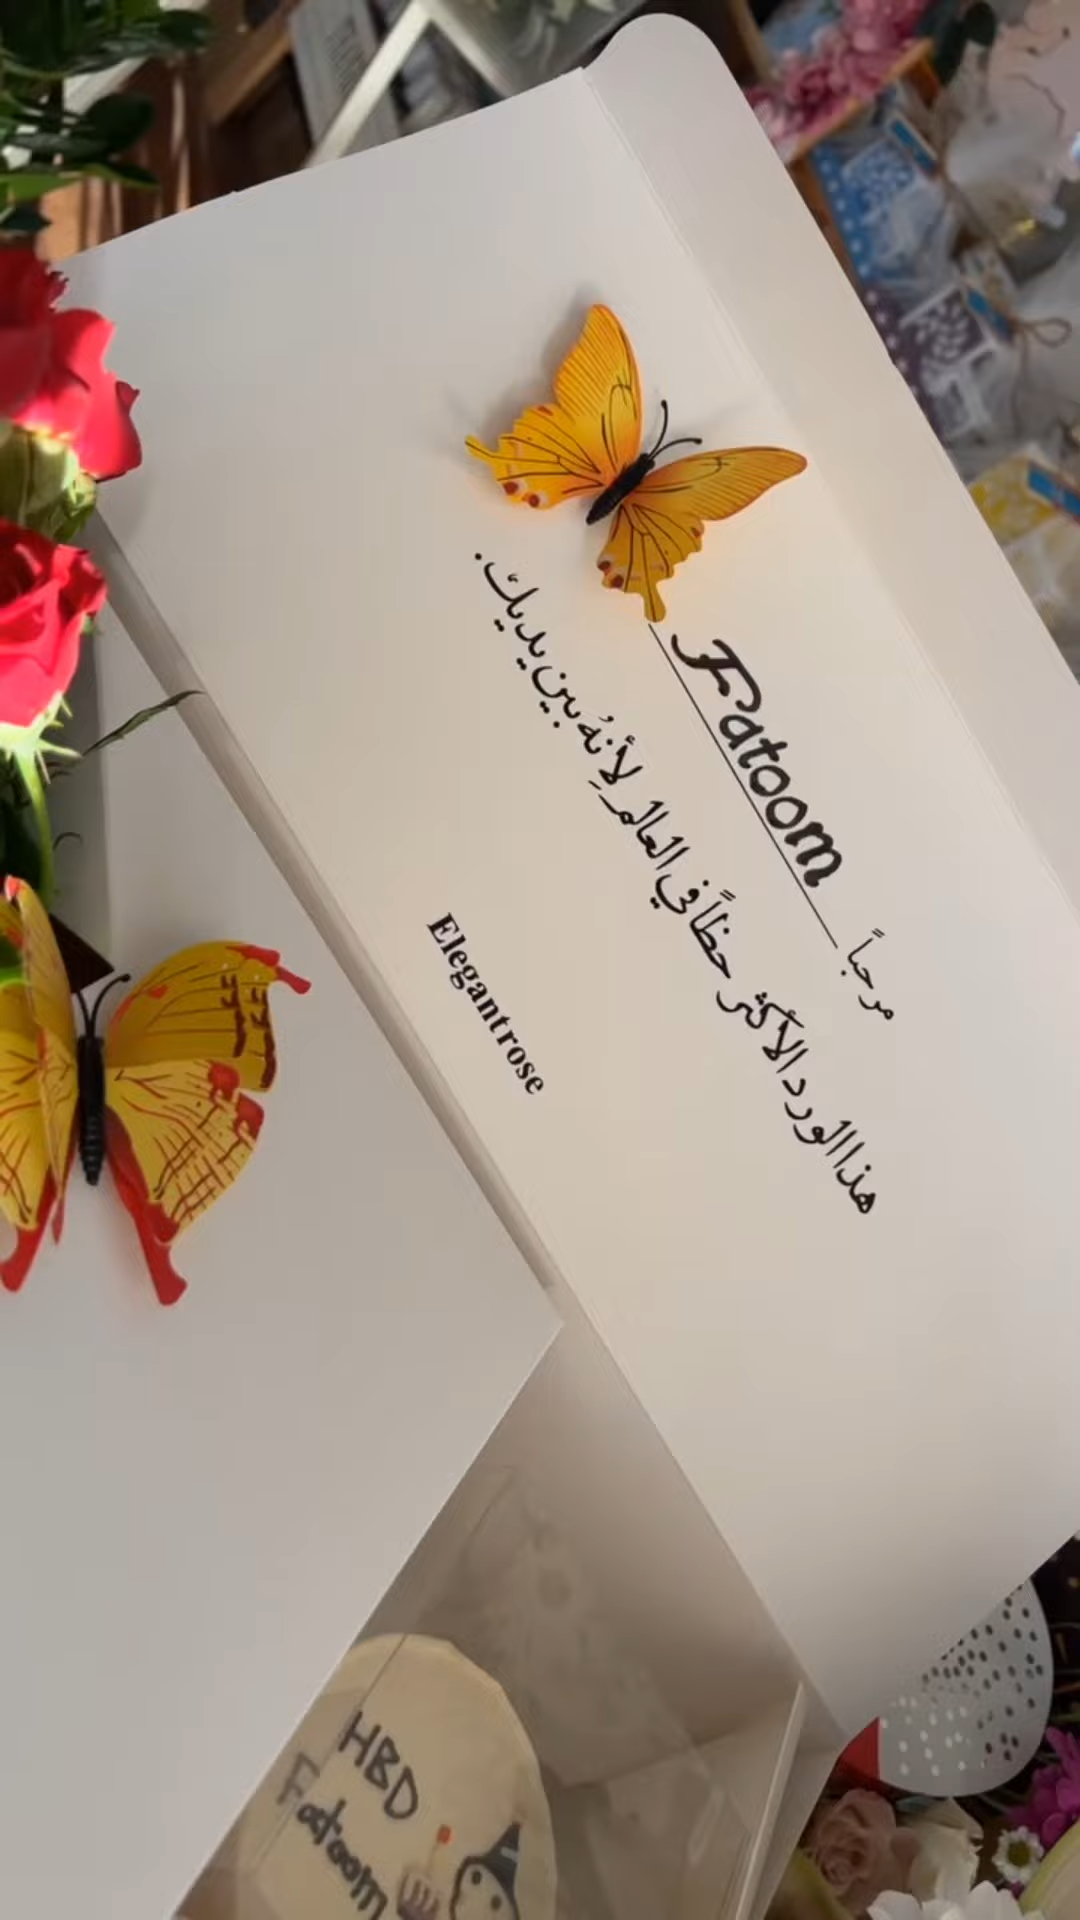 مرحباً Fatoom
هذا الورد الأكثر حظاً في العالم لأنهُ بين يديك.
Elegantrose
HBD
Fatoom